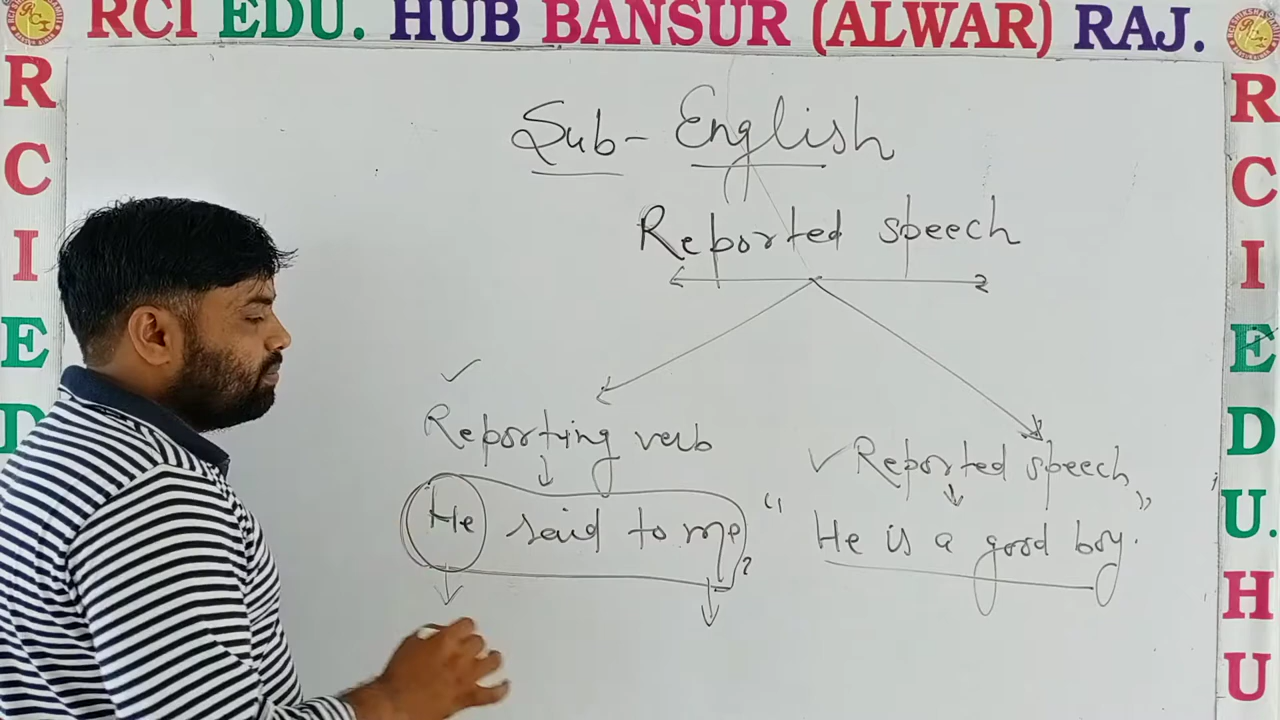 RCI EDU. HUB BANSUR (ALWAR) RAJ.
R C I E D
R C I E D U. H U
Sub- English
Reported speech
Reporting verb
Reported speech
He said to me,
“He is a good boy.”